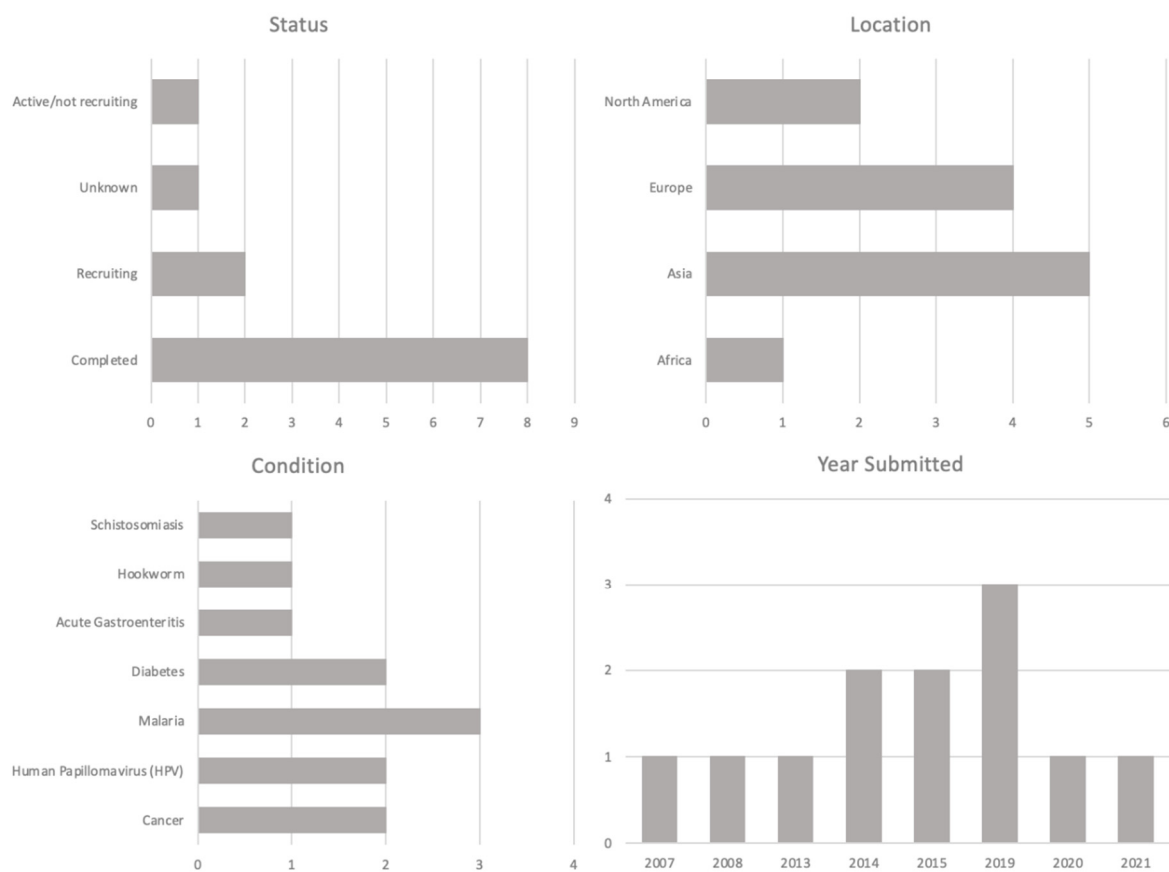 Status
Active/not recruiting
Unknown
Recruiting
Completed
0 1 2 3 4 5 6 7 8 9
Location
North America
Europe
Asia
Africa
0 1 2 3 4 5 6
Condition
Schistosomiasis
Hookworm
Acute Gastroenteritis
Diabetes
Malaria
Human Papillomavirus (HPV)
Cancer
0 1 2 3 4
Year Submitted
4
3
2
1
0
2007 2008 2013 2014 2015 2019 2020 2021